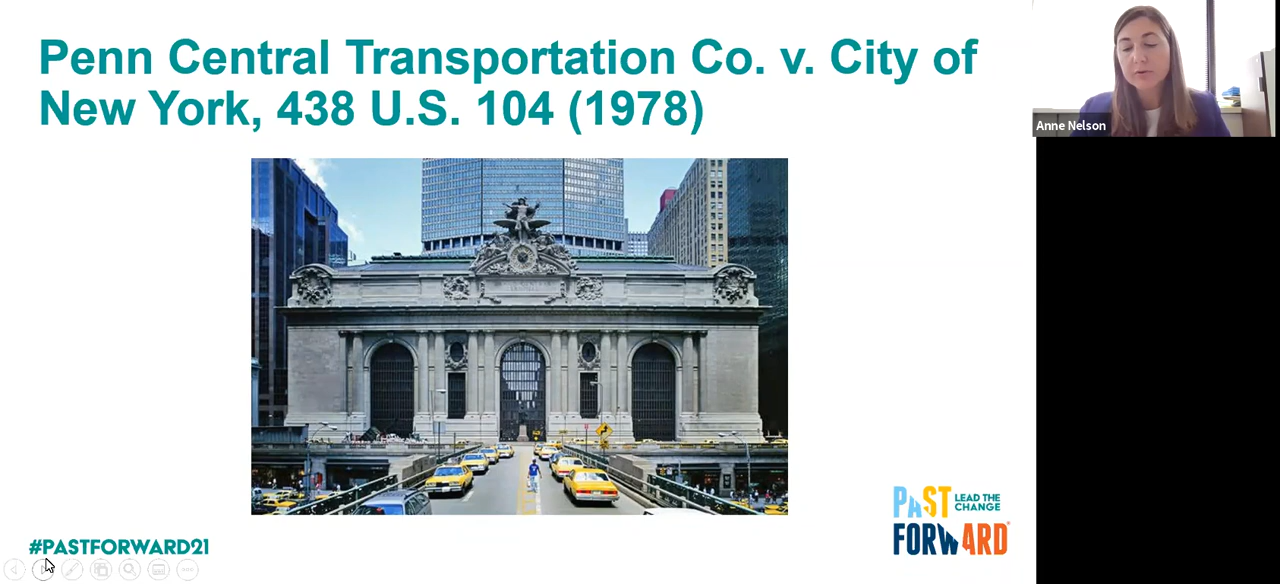 Penn Central Transportation Co. v. City of
New York, 438 U.S. 104 (1978)
Anne Nelson
PAST LEAD THE
CHANGE
FORWARD®
#PASTFORWARD21